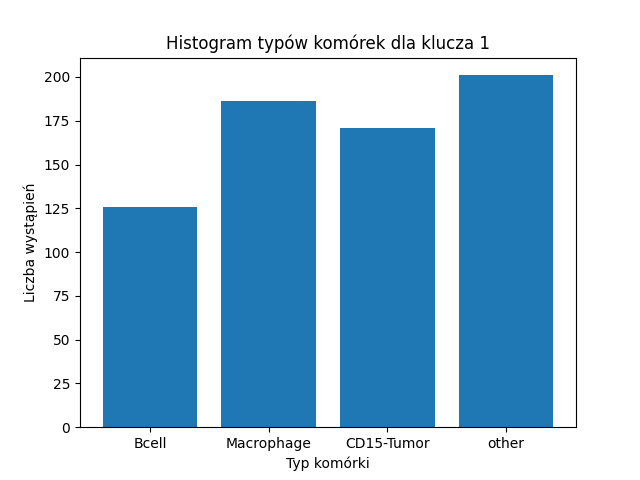 Histogram typów komórek dla klucza 1
Liczba wystąpień
200
175
150
125
100
75
50
25
0
Bcell Macrophage CD15-Tumor other
Typ komórki